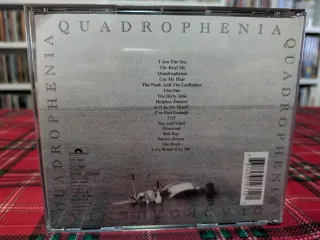 QUADROPHENIA
QUADROPHENIA
QUADROPHENIA
I Am The Sea
The Real Me
Quadrophenia
Cut My Hair
The Punk And The Godfather
I'm One
The Dirty Jobs
Helpless Dancer
Is It In My Head?
I've Had Enough
5:15
Sea And Sand
Drowned
Bell Boy
Doctor Jimmy
The Rock
Love Reign O'er Me
QUADROPHENIA